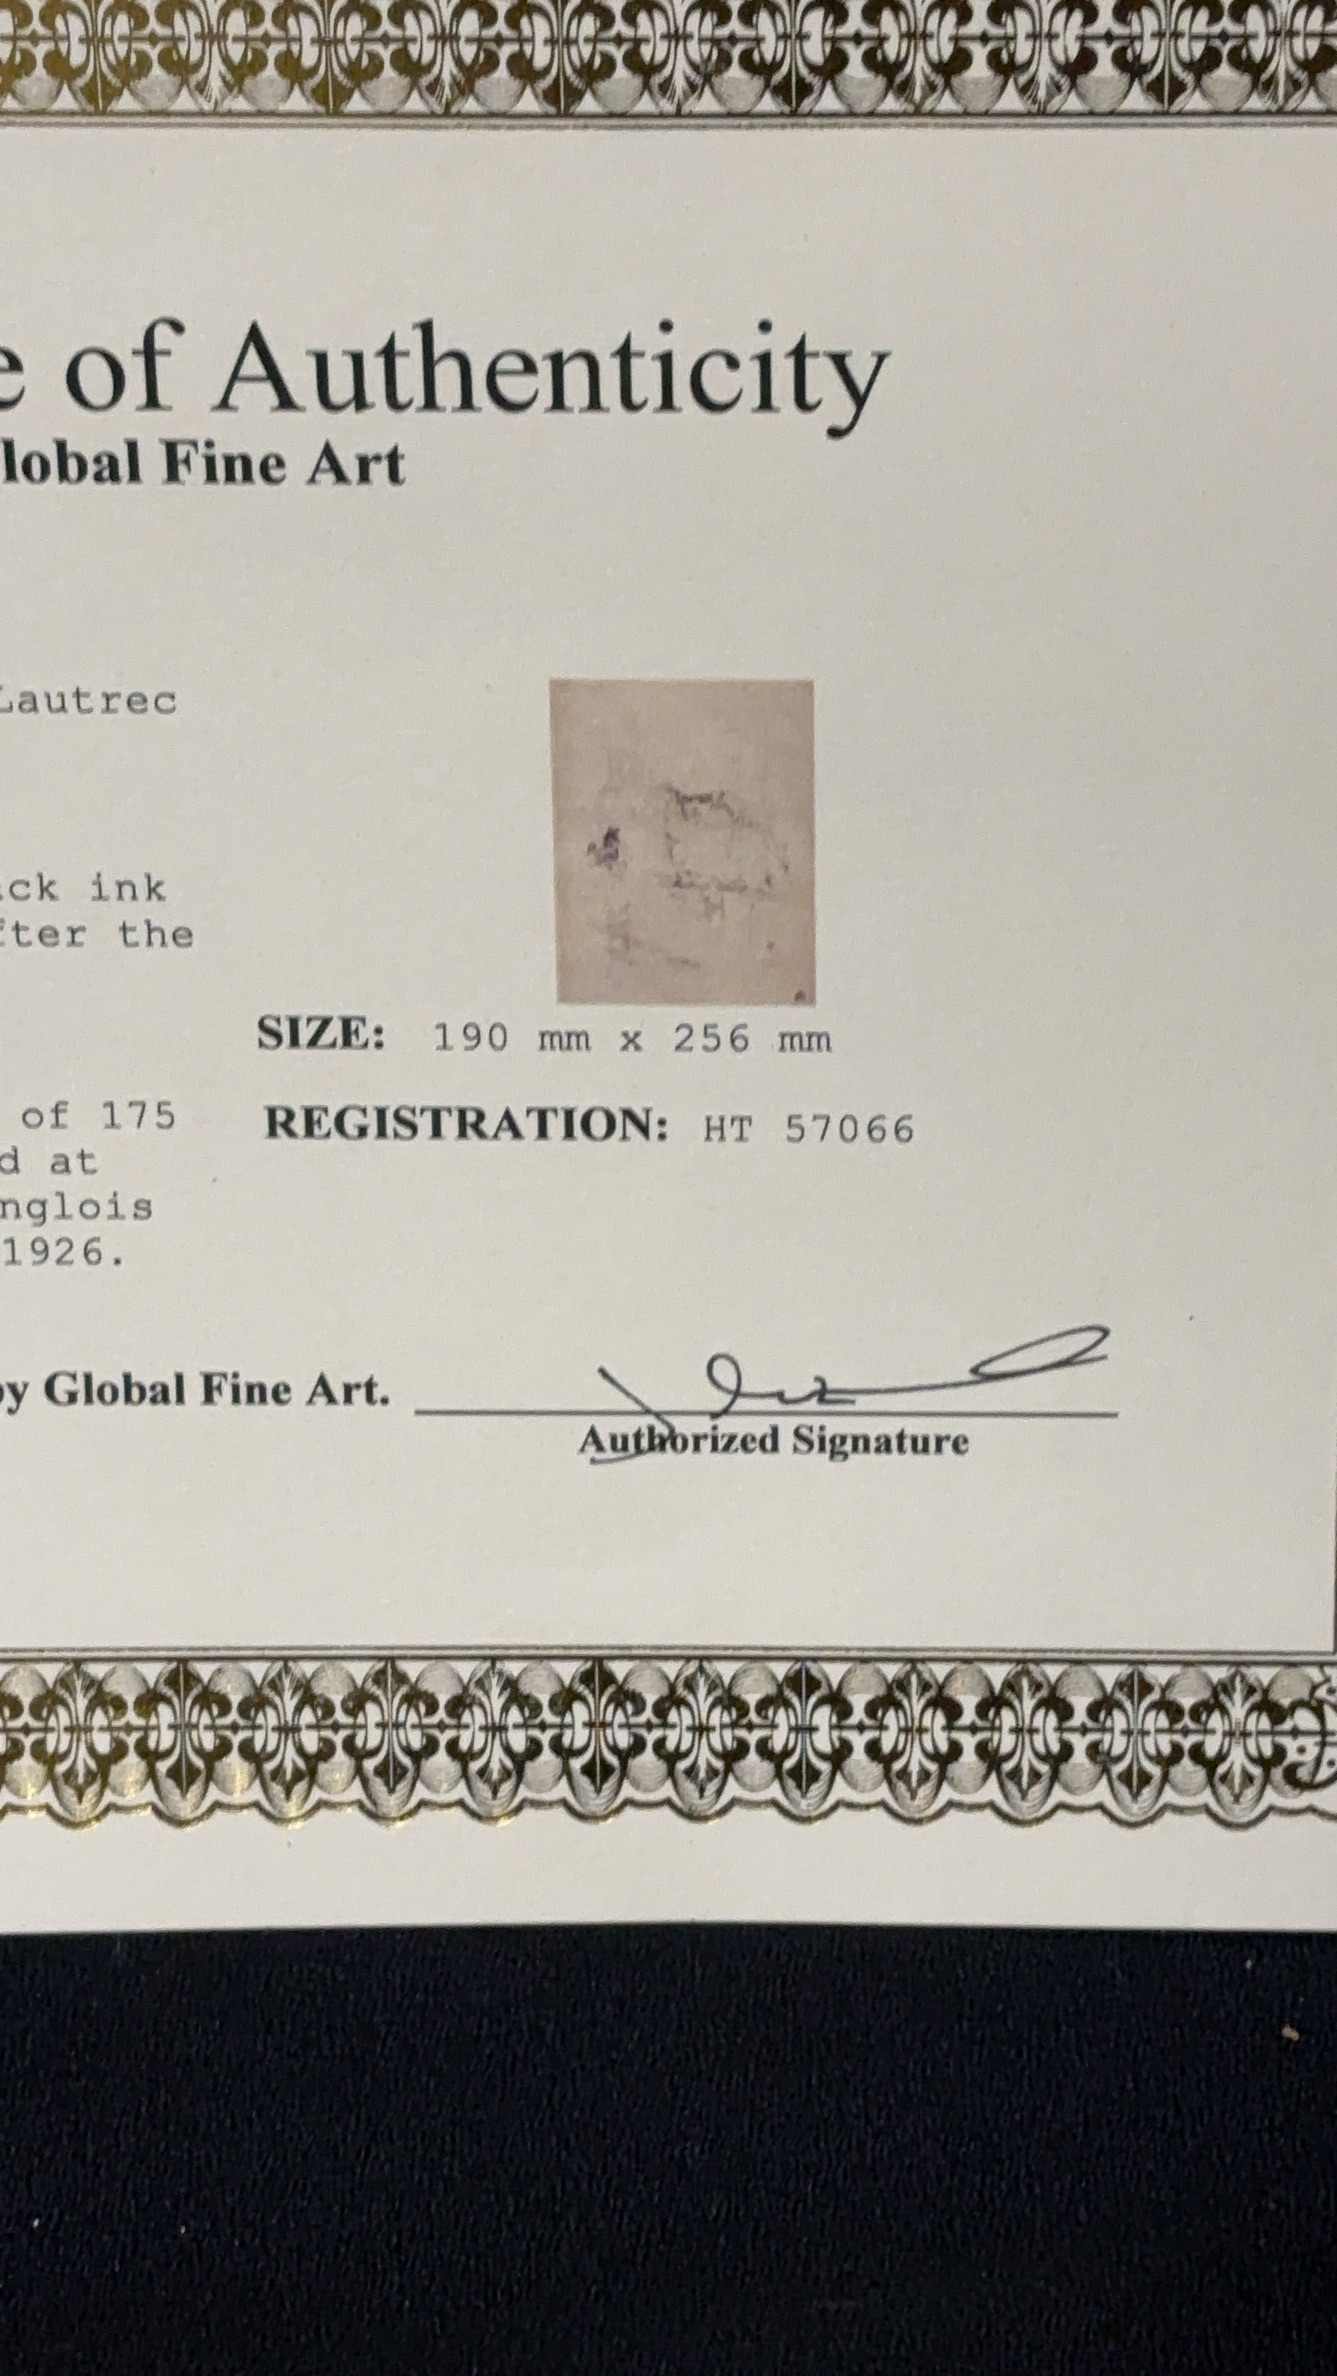 of Authenticity
lobal Fine Art
Lautrec
ck ink
fter the
SIZE: 190 mm x 256 mm
of 175
REGISTRATION: HT 57066
d at
nglois
1926.
by Global Fine Art.
Authorized Signature